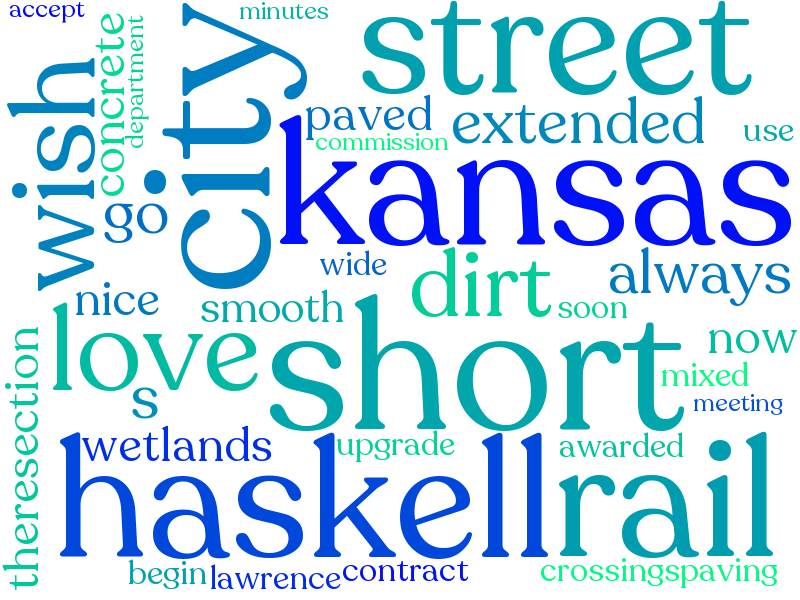 accept
minutes
street
wish
concrete
department
city
paved
extended
use
commission
kansas
go
wide
dirt
always
nice
smooth
soon
love
short
now
s
mixed
meeting
theresection
wetlands
upgrade
awarded
haskell
rail
begin
lawrence
contract
crossingspaving